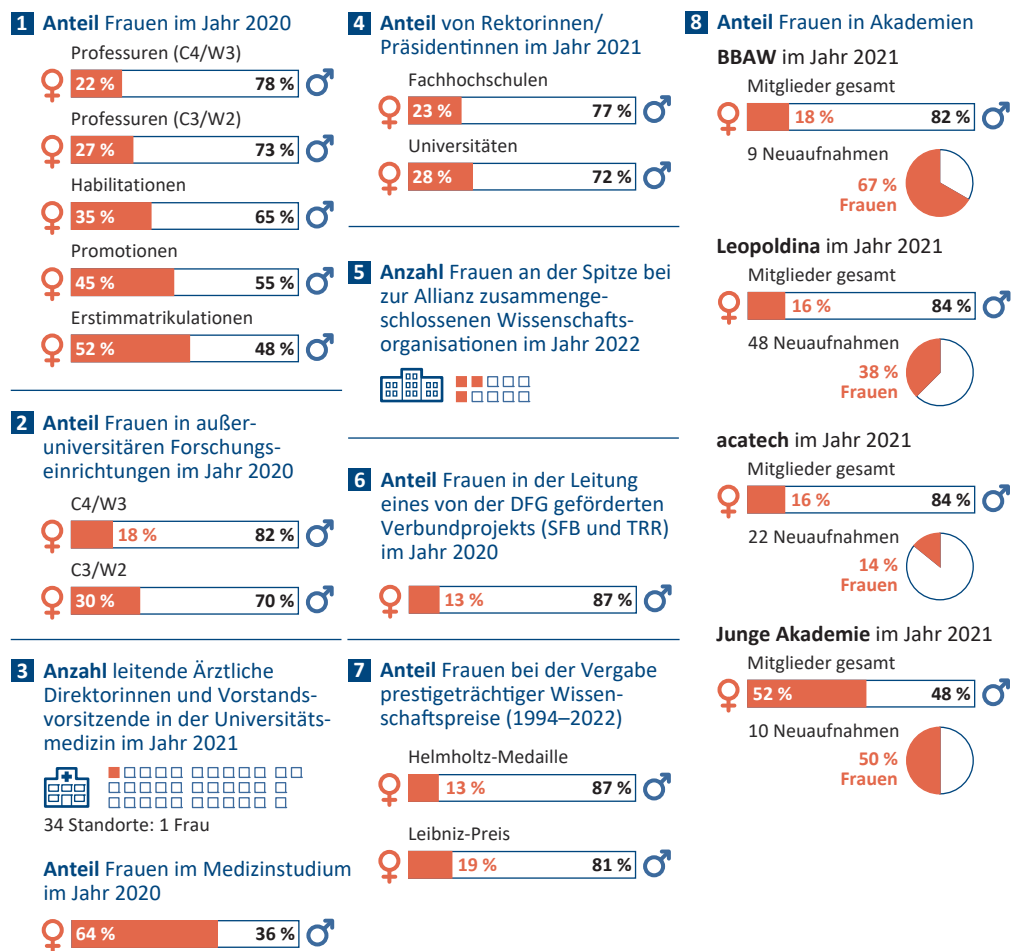 1 Anteil Frauen im Jahr 2020
Professuren (C4/W3)
22 % 78 %
Professuren (C3/W2)
27 % 73 %
Habilitationen
35 % 65 %
Promotionen
45 % 55 %
Erstimmatrikulationen
52 % 48 %
2 Anteil Frauen in außer-
universitären Forschungs-
einrichtungen im Jahr 2020
C4/W3
18 % 82 %
C3/W2
30 % 70 %
3 Anzahl leitende Ärztliche
Direktorinnen und Vorstands-
vorsitzende in der Universitäts-
medizin im Jahr 2021
34 Standorte: 1 Frau
Anteil Frauen im Medizinstudium
im Jahr 2020
64 % 36 %
4 Anteil von Rektorinnen/
Präsidentinnen im Jahr 2021
Fachhochschulen
23 % 77 %
Universitäten
28 % 72 %
5 Anzahl Frauen an der Spitze bei
zur Allianz zusammenge-
schlossenen Wissenschafts-
organisationen im Jahr 2022
6 Anteil Frauen in der Leitung
eines von der DFG geförderten
Verbundprojekts (SFB und TRR)
im Jahr 2020
13 % 87 %
7 Anteil Frauen bei der Vergabe
prestigeträchtiger Wissen-
schaftspreise (1994–2022)
Helmholtz-Medaille
13 % 87 %
Leibniz-Preis
19 % 81 %
8 Anteil Frauen in Akademien
BBAW im Jahr 2021
Mitglieder gesamt
18 % 82 %
9 Neuaufnahmen
67 %
Frauen
Leopoldina im Jahr 2021
Mitglieder gesamt
16 % 84 %
48 Neuaufnahmen
38 %
Frauen
acatech im Jahr 2021
Mitglieder gesamt
16 % 84 %
22 Neuaufnahmen
14 %
Frauen
Junge Akademie im Jahr 2021
Mitglieder gesamt
52 % 48 %
10 Neuaufnahmen
50 %
Frauen